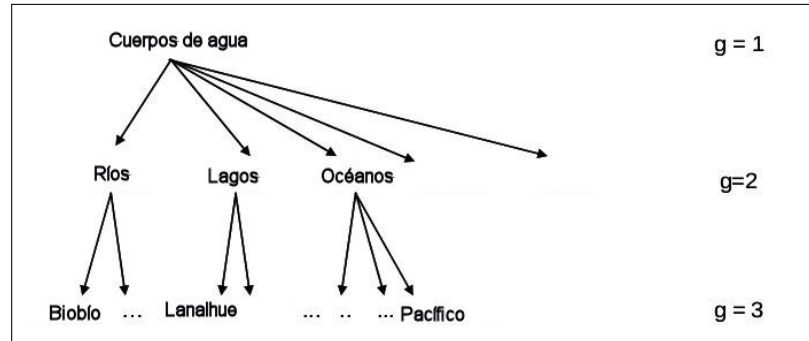 Cuerpos de agua g = 1
Ríos Lagos Océanos g=2
Biobío ... Lanalhue ... .. ... Pacífico g = 3